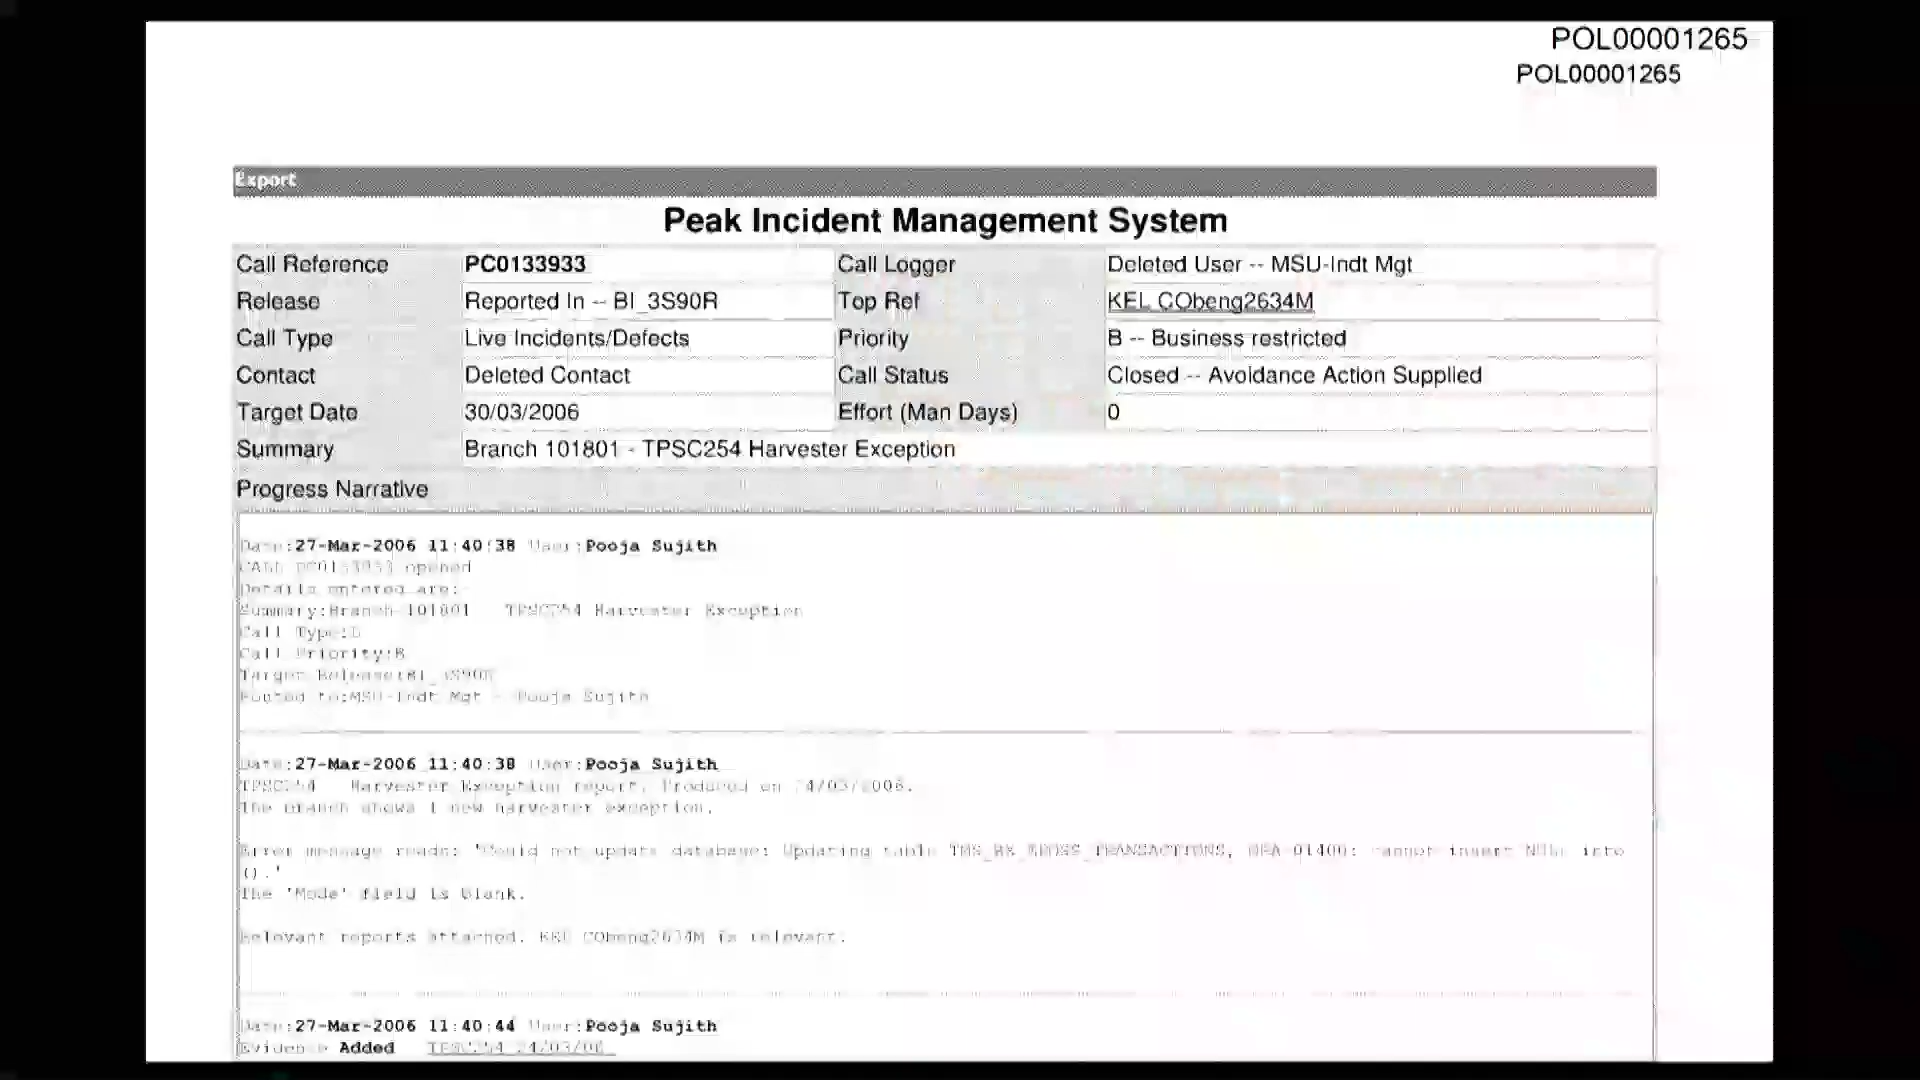 POL00001265
POL00001265
Export
Peak Incident Management System
Call Reference PC0133933 Call Logger Deleted User -- MSU-Indt Mgt
Release Reported In -- BI_3S90R Top Ref KEL CObeng2634M
Call Type Live Incidents/Defects Priority B -- Business restricted
Contact Deleted Contact Call Status Closed -- Avoidance Action Supplied
Target Date 30/03/2006 Effort (Man Days) 0
Summary Branch 101801 - TPSC254 Harvester Exception
Progress Narrative
Date:27-Mar-2006 11:40:38 User:Pooja Sujith
CALL PC0133933 opened
Details entered are:-
Summary:Branch 101801 TPSC254 Harvester Exception
Call Type:L
Call Priority:B
Target Release:BI_3S90R
Routed to:MSU-Indt Mgt - Pooja Sujith
Date:27-Mar-2006 11:40:38 User:Pooja Sujith
TPSC254 Harvester Exception report. Produced on 24/03/2006.
The branch shows 1 new harvester exception.
Error message reads: 'Could not update database: Updating table TRANSACTIONS, ORA-01400: cannot insert NULL into
().'
The 'Mode' field is blank.
Relevant reports attached. KEL CObeng2634M is relevant.
Date:27-Mar-2006 11:40:44 User:Pooja Sujith
Evidence Added TPSC254 24/03/06